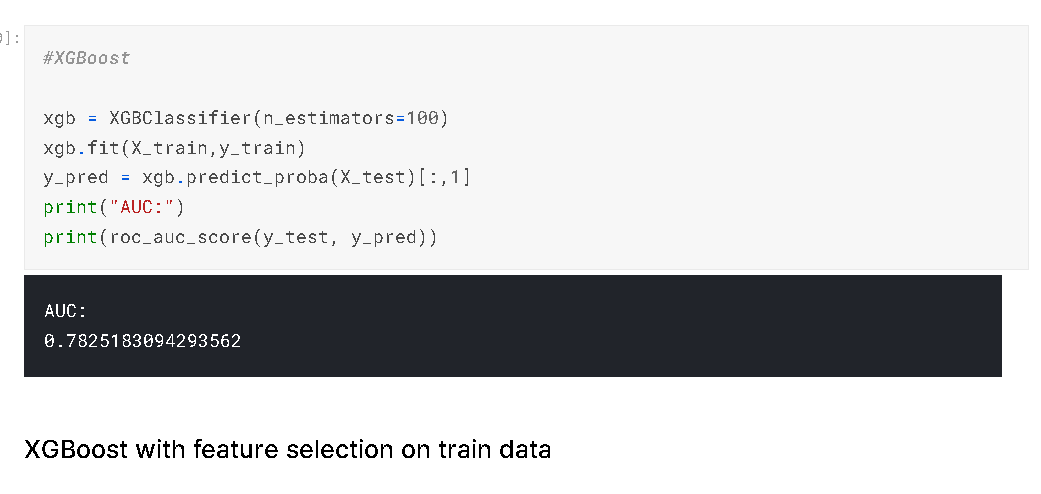 ]:
#XGBoost
xgb = XGBClassifier(n_estimators=100)
xgb.fit(X_train,y_train)
y_pred = xgb.predict_proba(X_test)[:,1]
print("AUC:")
print(roc_auc_score(y_test, y_pred))
AUC:
0.7825183094293562
XGBoost with feature selection on train data